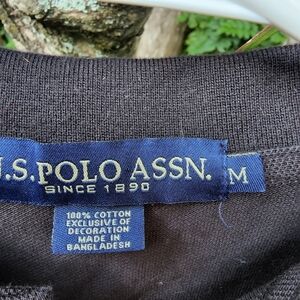 U.S. POLO ASSN.
SINCE 1890
M
100% COTTON
EXCLUSIVE OF
DECORATION
MADE IN
BANGLADESH